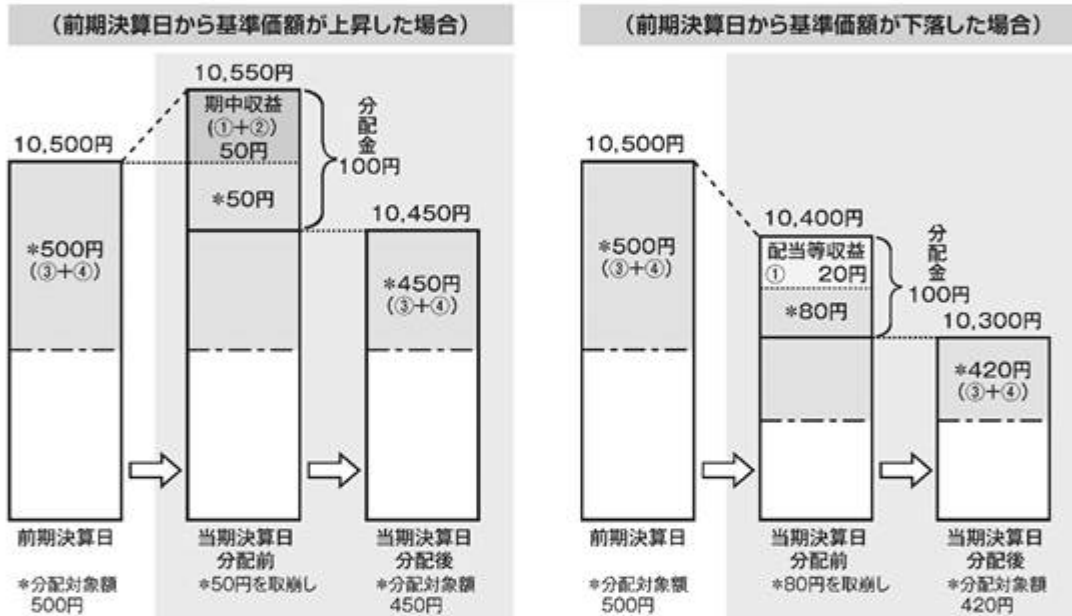 (前期決算日から基準価額が上昇した場合)
10,550円
期中収益
(①+②)
50円
*50円
分配金
100円
10,500円
*500円
(③+④)
10,450円
*450円
(③+④)
前期決算日
当期決算日
分配前
当期決算日
分配後
*分配対象額
500円
*50円を取崩し
*分配対象額
450円
(前期決算日から基準価額が下落した場合)
10,500円
*500円
(③+④)
10,400円
配当等収益
① 20円
*80円
分配金
100円
10,300円
*420円
(③+④)
前期決算日
当期決算日
分配前
当期決算日
分配後
*分配対象額
500円
*80円を取崩し
*分配対象額
420円